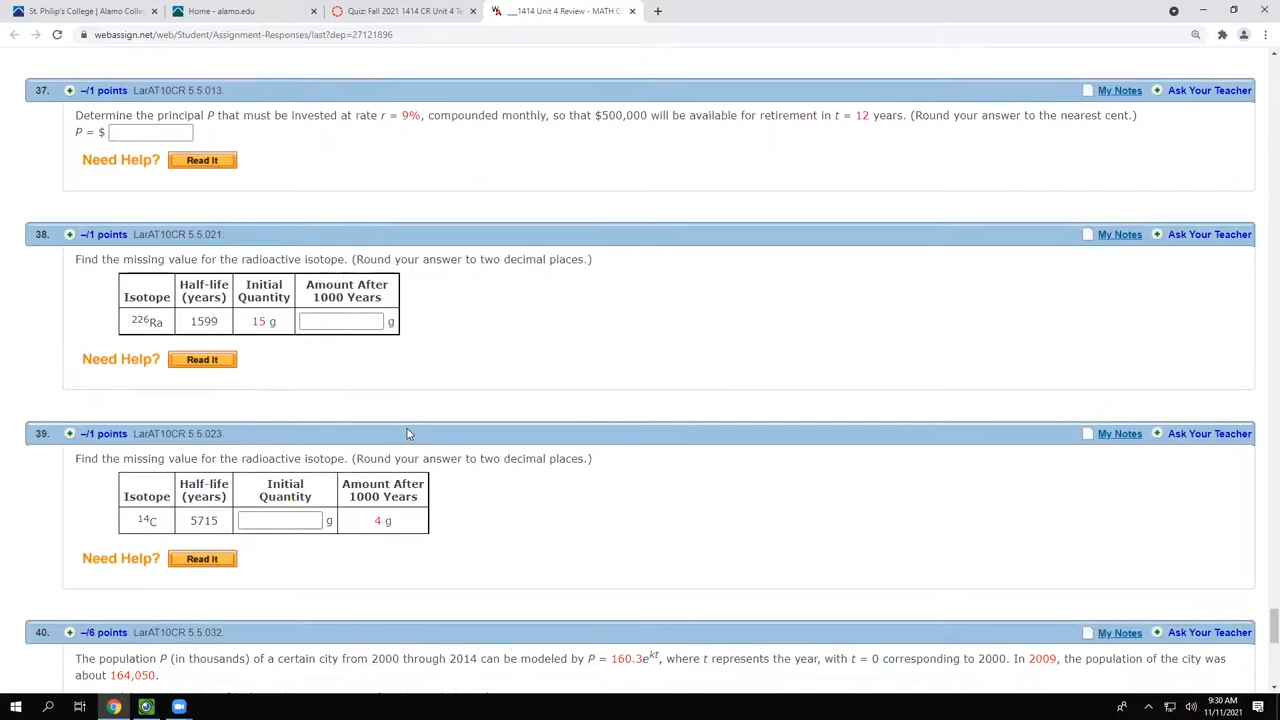 St. Philip's College | Alamo Colle
Home - alamo.edu
Quiz: Fall 2021 1414 CR Unit 4 Te
__1414 Unit 4 Review - MATH 0
webassign.net/web/Student/Assignment-Responses/last?dep=27121896
37. –/1 points LarAT10CR 5.5.013. My Notes Ask Your Teacher
Determine the principal P that must be invested at rate r = 9%, compounded monthly, so that $500,000 will be available for retirement in t = 12 years. (Round your answer to the nearest cent.)
P = $
Need Help? Read It
38. –/1 points LarAT10CR 5.5.021. My Notes Ask Your Teacher
Find the missing value for the radioactive isotope. (Round your answer to two decimal places.)
Isotope Half-life (years) Initial Quantity Amount After 1000 Years
226Ra 1599 15 g g
Need Help? Read It
39. –/1 points LarAT10CR 5.5.023. My Notes Ask Your Teacher
Find the missing value for the radioactive isotope. (Round your answer to two decimal places.)
Isotope Half-life (years) Initial Quantity Amount After 1000 Years
14C 5715 g 4 g
Need Help? Read It
40. –/6 points LarAT10CR 5.5.032. My Notes Ask Your Teacher
The population P (in thousands) of a certain city from 2000 through 2014 can be modeled by P = 160.3e^kt, where t represents the year, with t = 0 corresponding to 2000. In 2009, the population of the city was
about 164,050.
9:30 AM
11/11/2021